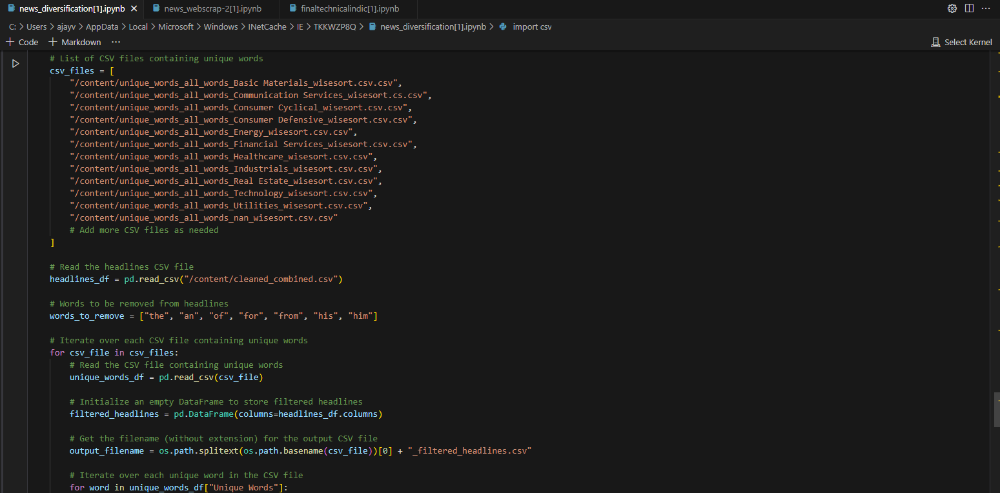 news_diversification[1].ipynb
news_webscrap-2[1].ipynb
finaltechnicalindic[1].ipynb
C: > Users > ajayv > AppData > Local > Microsoft > Windows > INetCache > IE > TKKWZP8Q > news_diversification[1].ipynb > import csv
+ Code + Markdown ···
Select Kernel
# List of CSV files containing unique words
csv_files = [
    "/content/unique_words_all_words_Basic Materials_wisesort.csv.csv",
    "/content/unique_words_all_words_Communication Services_wisesort.cs.csv",
    "/content/unique_words_all_words_Consumer Cyclical_wisesort.csv.csv",
    "/content/unique_words_all_words_Consumer Defensive_wisesort.csv.csv",
    "/content/unique_words_all_words_Energy_wisesort.csv.csv",
    "/content/unique_words_all_words_Financial Services_wisesort.csv.csv",
    "/content/unique_words_all_words_Healthcare_wisesort.csv.csv",
    "/content/unique_words_all_words_Industrials_wisesort.csv.csv",
    "/content/unique_words_all_words_Real Estate_wisesort.csv.csv",
    "/content/unique_words_all_words_Technology_wisesort.csv.csv",
    "/content/unique_words_all_words_Utilities_wisesort.csv.csv",
    "/content/unique_words_all_words_nan_wisesort.csv.csv"
    # Add more CSV files as needed
]
# Read the headlines CSV file
headlines_df = pd.read_csv("/content/cleaned_combined.csv")
# Words to be removed from headlines
words_to_remove = ["the", "an", "of", "for", "from", "his", "him"]
# Iterate over each CSV file containing unique words
for csv_file in csv_files:
    # Read the CSV file containing unique words
    unique_words_df = pd.read_csv(csv_file)
    # Initialize an empty DataFrame to store filtered headlines
    filtered_headlines = pd.DataFrame(columns=headlines_df.columns)
    # Get the filename (without extension) for the output CSV file
    output_filename = os.path.splitext(os.path.basename(csv_file))[0] + "_filtered_headlines.csv"
    # Iterate over each unique word in the CSV file
    for word in unique_words_df["Unique Words"]: